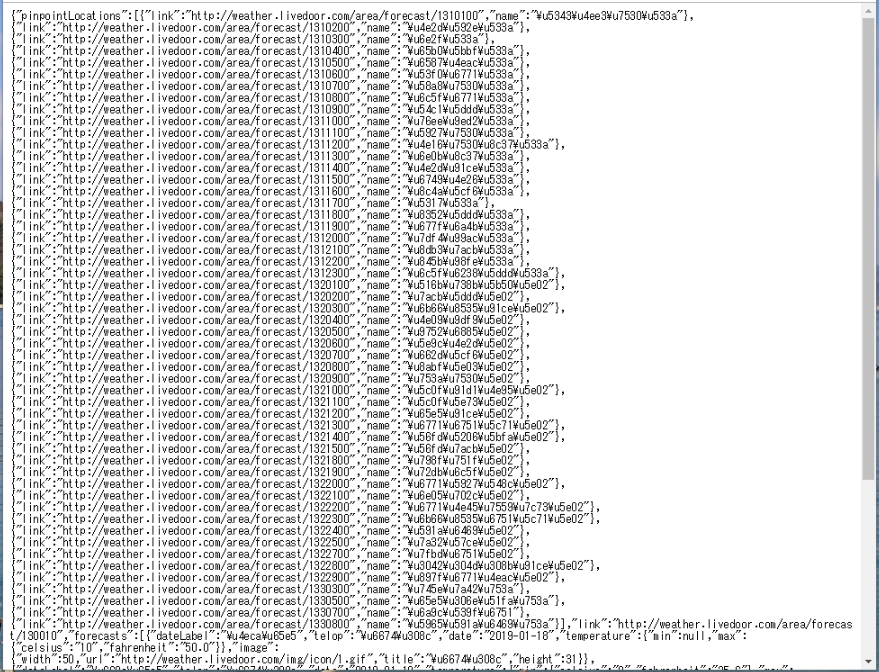 {"pinpointLocations":[{"link":"http://weather.livedoor.com/area/forecast/1310100","name":"¥u5343¥u4ee3¥u7530¥u533a"},
{"link":"http://weather.livedoor.com/area/forecast/1310200","name":"¥u4e2d¥u592e¥u533a"},
{"link":"http://weather.livedoor.com/area/forecast/1310300","name":"¥u6e2f¥u533a"},
{"link":"http://weather.livedoor.com/area/forecast/1310400","name":"¥u65b0¥u5bbf¥u533a"},
{"link":"http://weather.livedoor.com/area/forecast/1310500","name":"¥u6587¥u4eac¥u533a"},
{"link":"http://weather.livedoor.com/area/forecast/1310600","name":"¥u53f0¥u6771¥u533a"},
{"link":"http://weather.livedoor.com/area/forecast/1310700","name":"¥u58a8¥u7530¥u533a"},
{"link":"http://weather.livedoor.com/area/forecast/1310800","name":"¥u6c5f¥u6771¥u533a"},
{"link":"http://weather.livedoor.com/area/forecast/1310900","name":"¥u54c1¥u5ddd¥u533a"},
{"link":"http://weather.livedoor.com/area/forecast/1311000","name":"¥u76ee¥u9ed2¥u533a"},
{"link":"http://weather.livedoor.com/area/forecast/1311100","name":"¥u5927¥u7530¥u533a"},
{"link":"http://weather.livedoor.com/area/forecast/1311200","name":"¥u4e16¥u7530¥u8c37¥u533a"},
{"link":"http://weather.livedoor.com/area/forecast/1311300","name":"¥u6e0b¥u8c37¥u533a"},
{"link":"http://weather.livedoor.com/area/forecast/1311400","name":"¥u4e2d¥u91ce¥u533a"},
{"link":"http://weather.livedoor.com/area/forecast/1311500","name":"¥u6749¥u4e26¥u533a"},
{"link":"http://weather.livedoor.com/area/forecast/1311600","name":"¥u8c4a¥u5cf6¥u533a"},
{"link":"http://weather.livedoor.com/area/forecast/1311700","name":"¥u5317¥u533a"},
{"link":"http://weather.livedoor.com/area/forecast/1311800","name":"¥u8352¥u5ddd¥u533a"},
{"link":"http://weather.livedoor.com/area/forecast/1311900","name":"¥u677f¥u6a4b¥u533a"},
{"link":"http://weather.livedoor.com/area/forecast/1312000","name":"¥u7df4¥u99ac¥u533a"},
{"link":"http://weather.livedoor.com/area/forecast/1312100","name":"¥u8db3¥u7acb¥u533a"},
{"link":"http://weather.livedoor.com/area/forecast/1312200","name":"¥u845b¥u98fe¥u533a"},
{"link":"http://weather.livedoor.com/area/forecast/1312300","name":"¥u6c5f¥u6238¥u5ddd¥u533a"},
{"link":"http://weather.livedoor.com/area/forecast/1320100","name":"¥u516b¥u738b¥u5b50¥u5e02"},
{"link":"http://weather.livedoor.com/area/forecast/1320200","name":"¥u7acb¥u5ddd¥u5e02"},
{"link":"http://weather.livedoor.com/area/forecast/1320300","name":"¥u6b66¥u8535¥u91ce¥u5e02"},
{"link":"http://weather.livedoor.com/area/forecast/1320400","name":"¥u4e09¥u9df9¥u5e02"},
{"link":"http://weather.livedoor.com/area/forecast/1320500","name":"¥u9752¥u6885¥u5e02"},
{"link":"http://weather.livedoor.com/area/forecast/1320600","name":"¥u5e9c¥u4e2d¥u5e02"},
{"link":"http://weather.livedoor.com/area/forecast/1320700","name":"¥u662d¥u5cf6¥u5e02"},
{"link":"http://weather.livedoor.com/area/forecast/1320800","name":"¥u8abf¥u5e03¥u5e02"},
{"link":"http://weather.livedoor.com/area/forecast/1320900","name":"¥u753a¥u7530¥u5e02"},
{"link":"http://weather.livedoor.com/area/forecast/1321000","name":"¥u5c0f¥u91d1¥u4e95¥u5e02"},
{"link":"http://weather.livedoor.com/area/forecast/1321100","name":"¥u5c0f¥u5e73¥u5e02"},
{"link":"http://weather.livedoor.com/area/forecast/1321200","name":"¥u65e5¥u91ce¥u5e02"},
{"link":"http://weather.livedoor.com/area/forecast/1321300","name":"¥u6771¥u6751¥u5c71¥u5e02"},
{"link":"http://weather.livedoor.com/area/forecast/1321400","name":"¥u56fd¥u5206¥u5bfa¥u5e02"},
{"link":"http://weather.livedoor.com/area/forecast/1321500","name":"¥u56fd¥u7acb¥u5e02"},
{"link":"http://weather.livedoor.com/area/forecast/1321800","name":"¥u798f¥u751f¥u5e02"},
{"link":"http://weather.livedoor.com/area/forecast/1321900","name":"¥u72db¥u6c5f¥u5e02"},
{"link":"http://weather.livedoor.com/area/forecast/1322000","name":"¥u6771¥u5927¥u548c¥u5e02"},
{"link":"http://weather.livedoor.com/area/forecast/1322100","name":"¥u6e05¥u702c¥u5e02"},
{"link":"http://weather.livedoor.com/area/forecast/1322200","name":"¥u6771¥u4e45¥u7559¥u7c73¥u5e02"},
{"link":"http://weather.livedoor.com/area/forecast/1322300","name":"¥u6b66¥u8535¥u6751¥u5c71¥u5e02"},
{"link":"http://weather.livedoor.com/area/forecast/1322400","name":"¥u591a¥u6469¥u5e02"},
{"link":"http://weather.livedoor.com/area/forecast/1322500","name":"¥u7a32¥u57ce¥u5e02"},
{"link":"http://weather.livedoor.com/area/forecast/1322700","name":"¥u7fbd¥u6751¥u5e02"},
{"link":"http://weather.livedoor.com/area/forecast/1322800","name":"¥u3042¥u304d¥u308b¥u91ce¥u5e02"},
{"link":"http://weather.livedoor.com/area/forecast/1322900","name":"¥u897f¥u6771¥u4eac¥u5e02"},
{"link":"http://weather.livedoor.com/area/forecast/1330300","name":"¥u745e¥u7a42¥u753a"},
{"link":"http://weather.livedoor.com/area/forecast/1330500","name":"¥u65e5¥u306e¥u51fa¥u753a"},
{"link":"http://weather.livedoor.com/area/forecast/1330700","name":"¥u6a9c¥u539f¥u6751"},
{"link":"http://weather.livedoor.com/area/forecast/1330800","name":"¥u5965¥u591a¥u6469¥u753a"}],"link":"http://weather.livedoor.com/area/forecas
t/130010","forecasts":[{"dateLabel":"¥u4eca¥u65e5","telop":"¥u6674¥u308c","date":"2019-01-18","temperature":{"min":null,"max":
{"celsius":"10","fahrenheit":"50.0"}},"image":
{"width":50,"url":"http://weather.livedoor.com/img/icon/1.gif","title":"¥u6674¥u308c","height":31}},